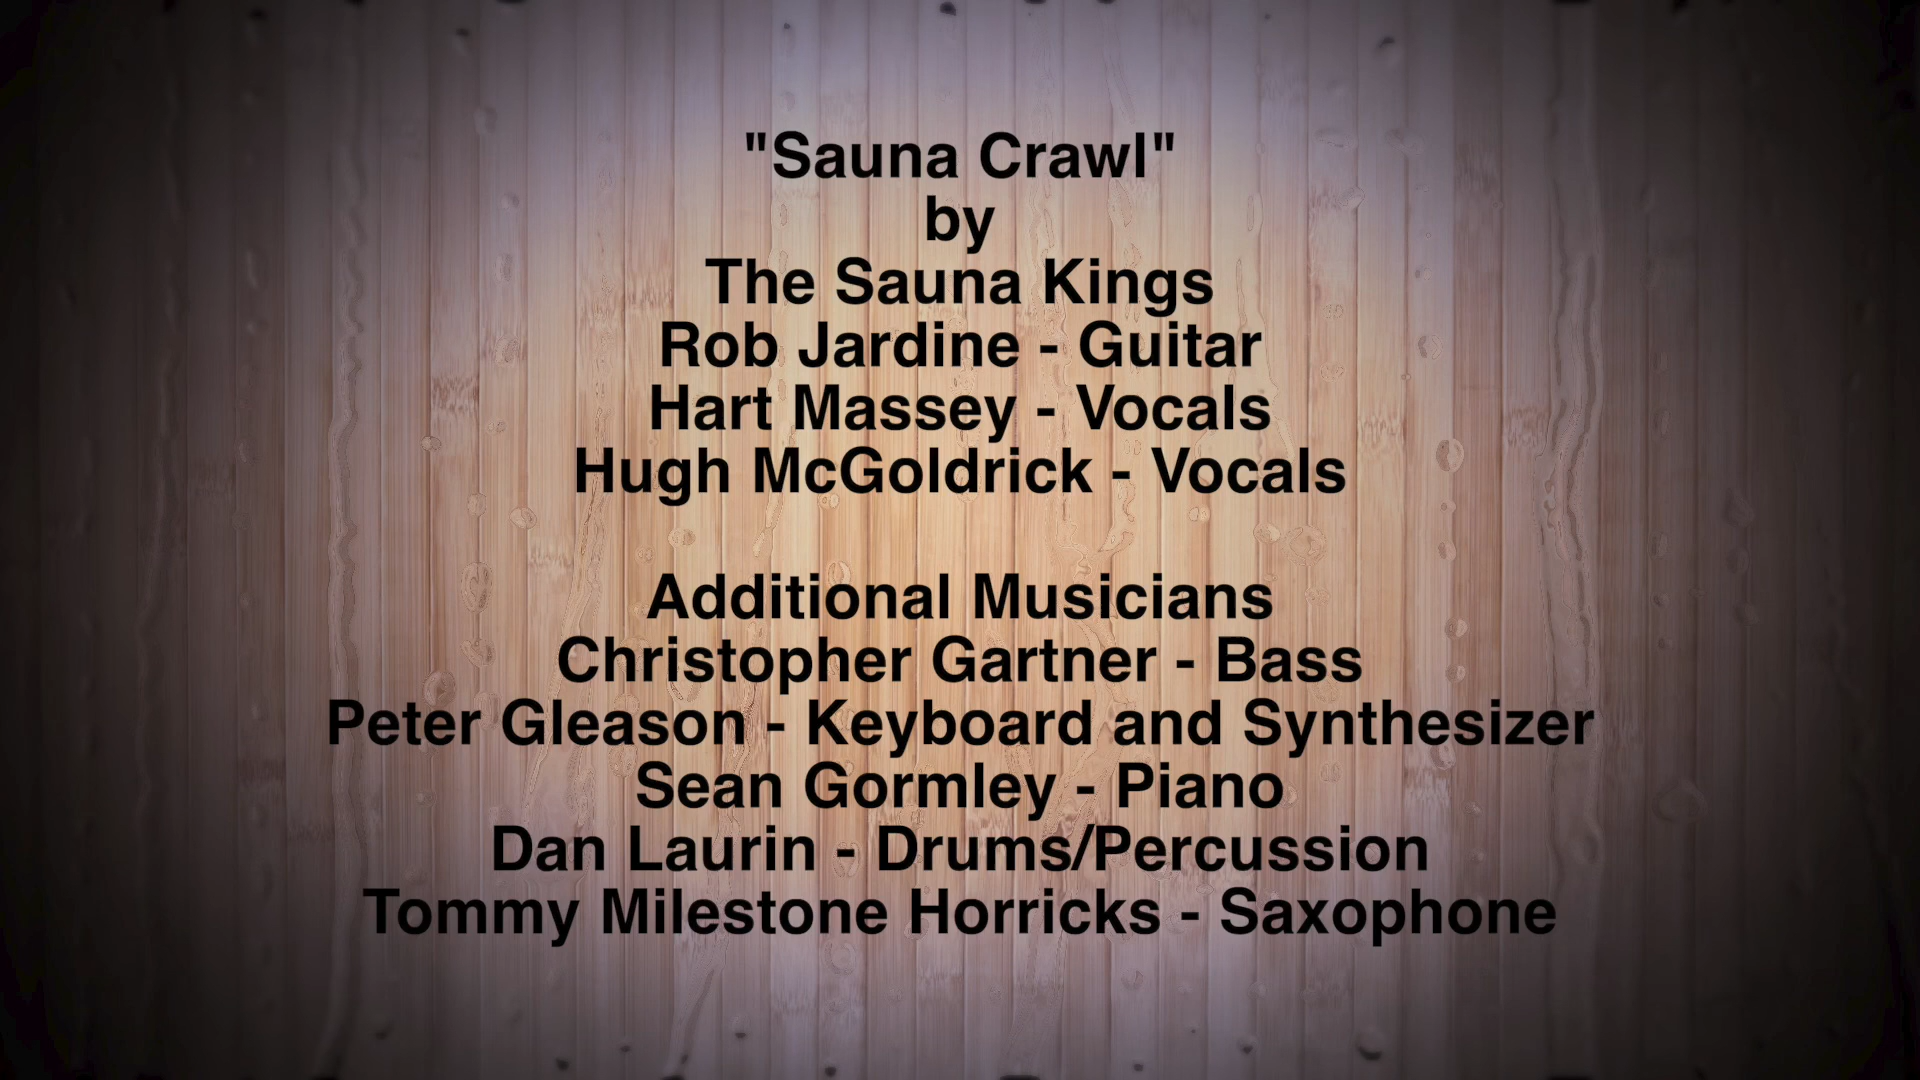 "Sauna Crawl"
by
The Sauna Kings
Rob Jardine - Guitar
Hart Massey - Vocals
Hugh McGoldrick - Vocals
Additional Musicians
Christopher Gartner - Bass
Peter Gleason - Keyboard and Synthesizer
Sean Gormley - Piano
Dan Laurin - Drums/Percussion
Tommy Milestone Horricks - Saxophone